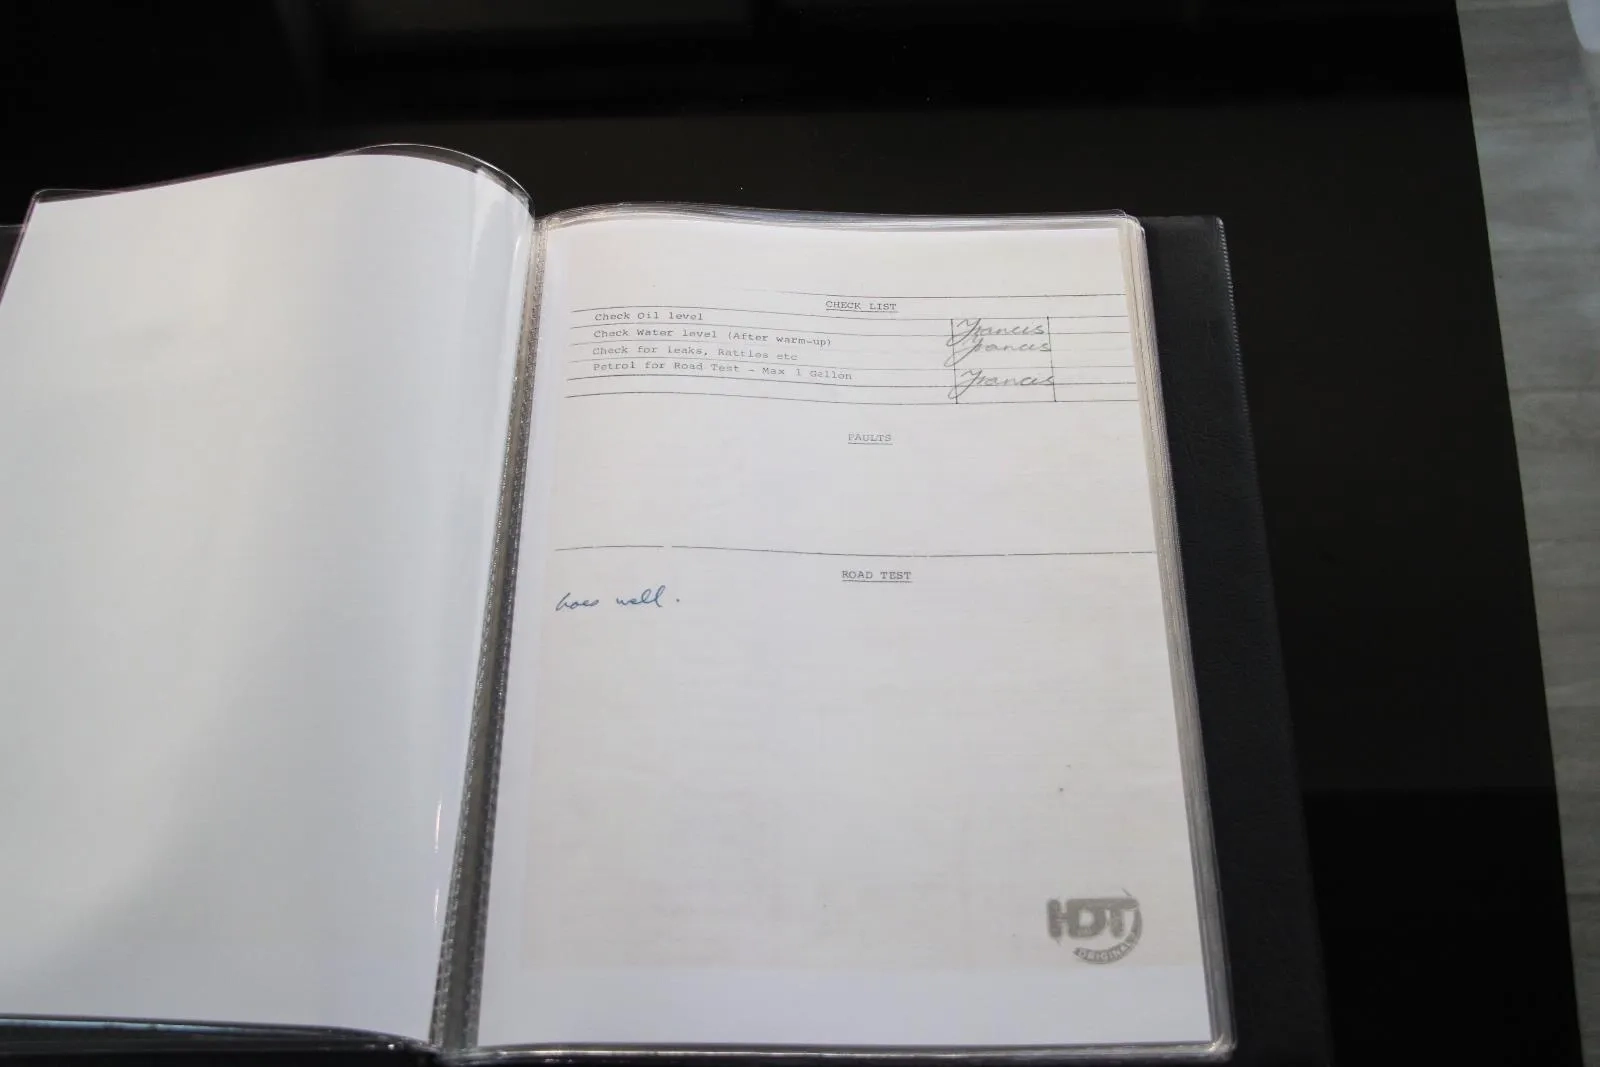 CHECK LIST
Check Oil level Francis
Check Water level (After warm-up) Francis
Check for leaks, Rattles etc
Petrol for Road Test - Max 1 Gallon Francis
FAULTS
ROAD TEST
Goes well.
HDT
ORIGINAL